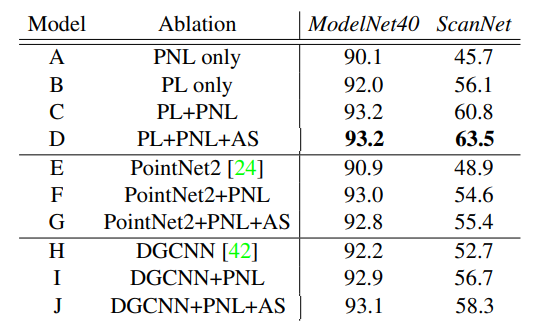 Model Ablation ModelNet40 ScanNet
A PNL only 90.1 45.7
B PL only 92.0 56.1
C PL+PNL 93.2 60.8
D PL+PNL+AS 93.2 63.5
E PointNet2 [24] 90.9 48.9
F PointNet2+PNL 93.0 54.6
G PointNet2+PNL+AS 92.8 55.4
H DGCNN [42] 92.2 52.7
I DGCNN+PNL 92.9 56.7
J DGCNN+PNL+AS 93.1 58.3